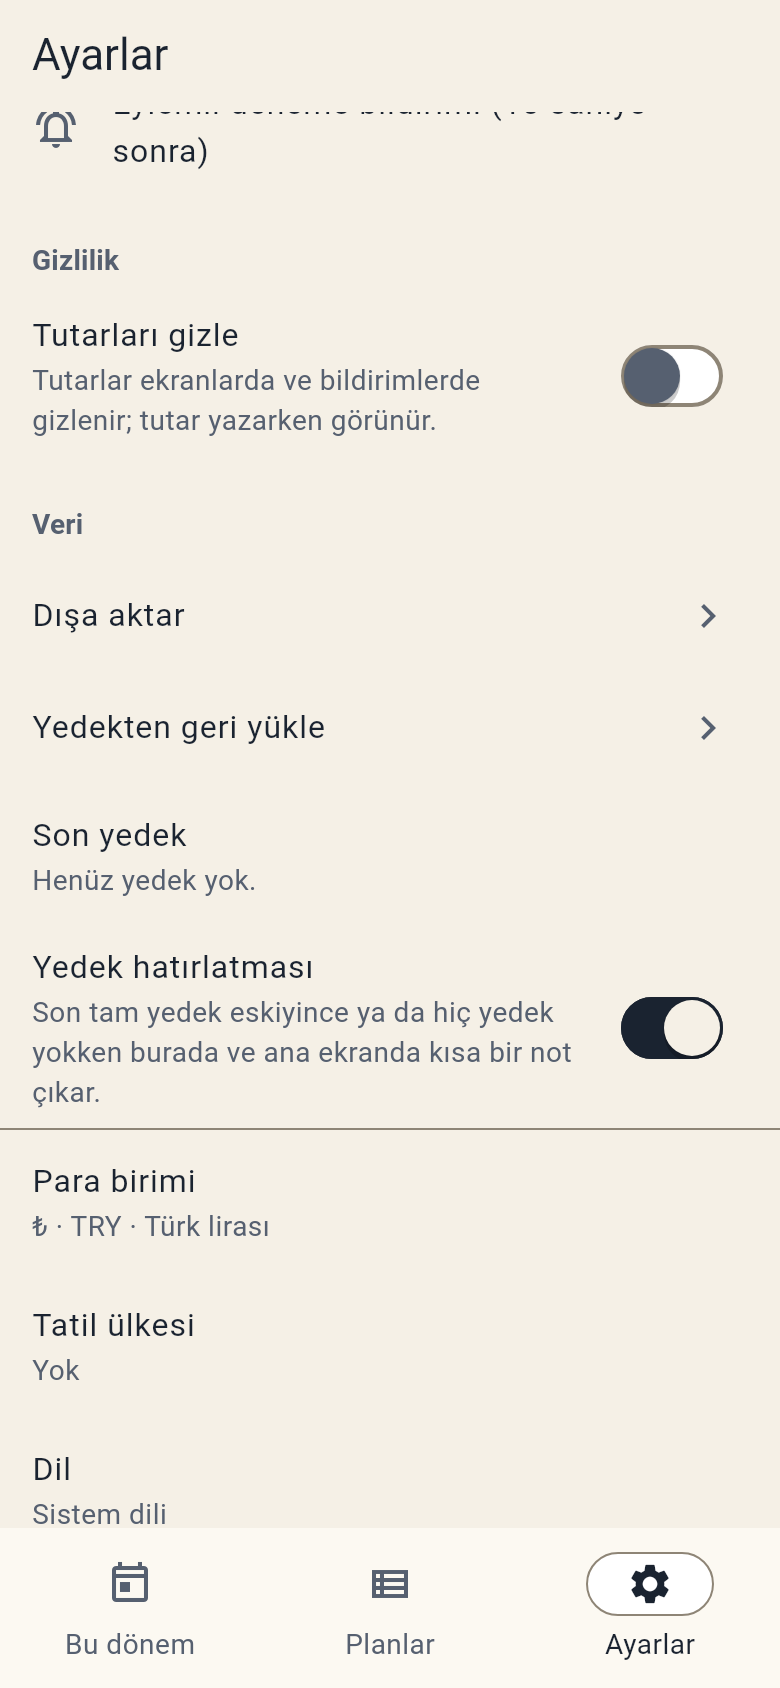 Ayarlar
sonra)
Gizlilik
Tutarları gizle
Tutarlar ekranlarda ve bildirimlerde
gizlenir; tutar yazarken görünür.
Veri
Dışa aktar
Yedekten geri yükle
Son yedek
Henüz yedek yok.
Yedek hatırlatması
Son tam yedek eskiyince ya da hiç yedek
yokken burada ve ana ekranda kısa bir not
çıkar.
Para birimi
₺ · TRY · Türk lirası
Tatil ülkesi
Yok
Dil
Sistem dili
Bu dönem
Planlar
Ayarlar